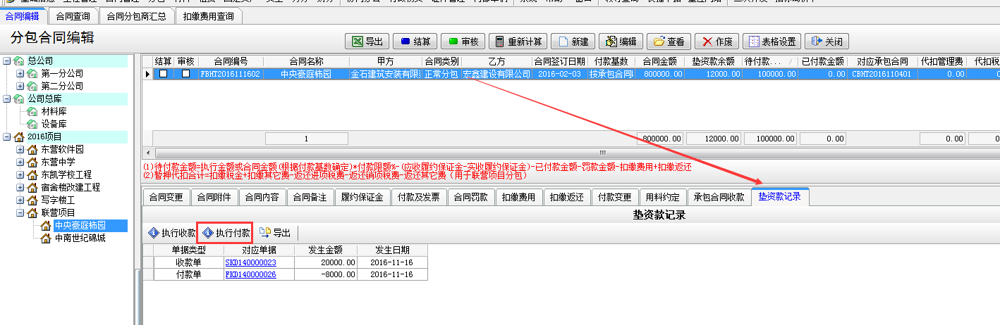 合同编辑 合同查询 合同分包商汇总 扣缴费用查询
分包合同编辑 导出 结算 审核 重新计算 新建 编辑 查看 作废 表格设置 关闭
总公司
第一分公司
第二分公司
公司总库
材料库
设备库
2016项目
东营软件园
东营中学
东凯学校工程
宿舍楼改建工程
写字楼工
联营项目
中央豪庭柿园
中南世纪锦城
结算 审核 合同编号 合同名称 甲方 合同类别 乙方 合同签订日期 付款基数 合同金额 垫资款余额 待付款... 已付款金额 对应承包合同 代扣管理费 代扣税
FBHT2016111602 中央豪庭柿园 金石建筑安装有限 正常分包 宏鑫建设有限公司 2016-02-03 按承包合同 800000.00 12000.00 100000.00 0.00 CBHT2016110401 0.00
1 800000.00 12000.00 100000.00 0.00 0.00
(1)待付款金额=执行金额或合同金额(根据付款基数确定)*付款限额%-(应收履约保证金-实收履约保证金)-已付款金额-罚款金额-扣缴费用+扣缴返还
(2)暂押代扣合计=扣缴税金+扣缴其它费-返还进项税费-返还销项税费-返还其它费(用于联营项目分包)
合同变更 合同附件 合同内容 合同备注 履约保证金 付款及发票 合同罚款 扣缴费用 扣缴返还 付款变更 用料约定 承包合同收款 垫资款记录
垫资款记录
执行收款 执行付款 导出
单据类型 对应单据 发生金额 发生日期
收款单 SKD140000023 20000.00 2016-11-16
付款单 FKD140000026 -8000.00 2016-11-16